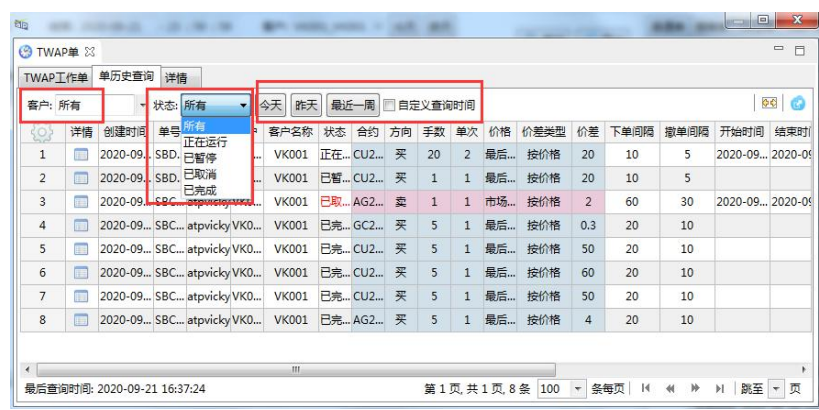 TWAP单
TWAP工作单 单历史查询 详情
客户: 所有 状态: 所有 今天 昨天 最近一周 自定义查询时间
所有
正在运行
已暂停
已取消
已完成
详情 创建时间 单号 客户名称 状态 合约 方向 手数 单次 价格 价差类型 价差 下单间隔 撤单间隔 开始时间 结束时
1 2020-09... SBD. VK001 正在... CU2... 买 20 2 最后... 按价格 20 10 5 2020-09... 2020-09
2 2020-09... SBD. VK001 已暂... CU2... 买 1 1 最后... 按价格 20 10 5
3 2020-09... SBC... atpvicky VK0... VK001 已取... AG2... 卖 1 1 市场... 按价格 2 60 30 2020-09... 2020-09
4 2020-09... SBC... atpvicky VK0... VK001 已完... GC2... 买 5 1 最后... 按价格 0.3 20 10
5 2020-09... SBC... atpvicky VK0... VK001 已完... CU2... 买 5 1 最后... 按价格 50 20 10
6 2020-09... SBC... atpvicky VK0... VK001 已完... CU2... 买 5 1 最后... 按价格 60 20 10
7 2020-09... SBC... atpvicky VK0... VK001 已完... CU2... 买 5 1 最后... 按价格 50 20 10
8 2020-09... SBC... atpvicky VK0... VK001 已完... AG2... 买 5 1 最后... 按价格 4 20 10
最后查询时间: 2020-09-21 16:37:24 第 1 页, 共 1 页, 8 条 100 条每页 跳至 页